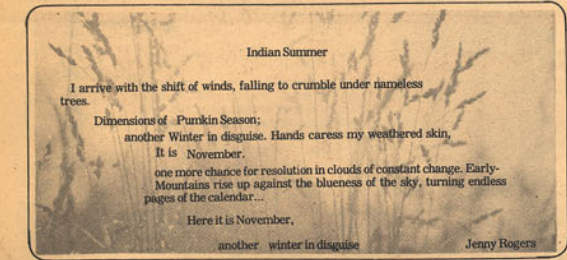 Indian Summer
I arrive with the shift of winds, falling to crumble under nameless
trees.
Dimensions of Pumkin Season;
another Winter in disguise. Hands caress my weathered skin,
It is November.
one more chance for resolution in clouds of constant change. Early-
Mountains rise up against the blueness of the sky, turning endless
pages of the calendar...
Here it is November,
another winter in disguise
Jenny Rogers